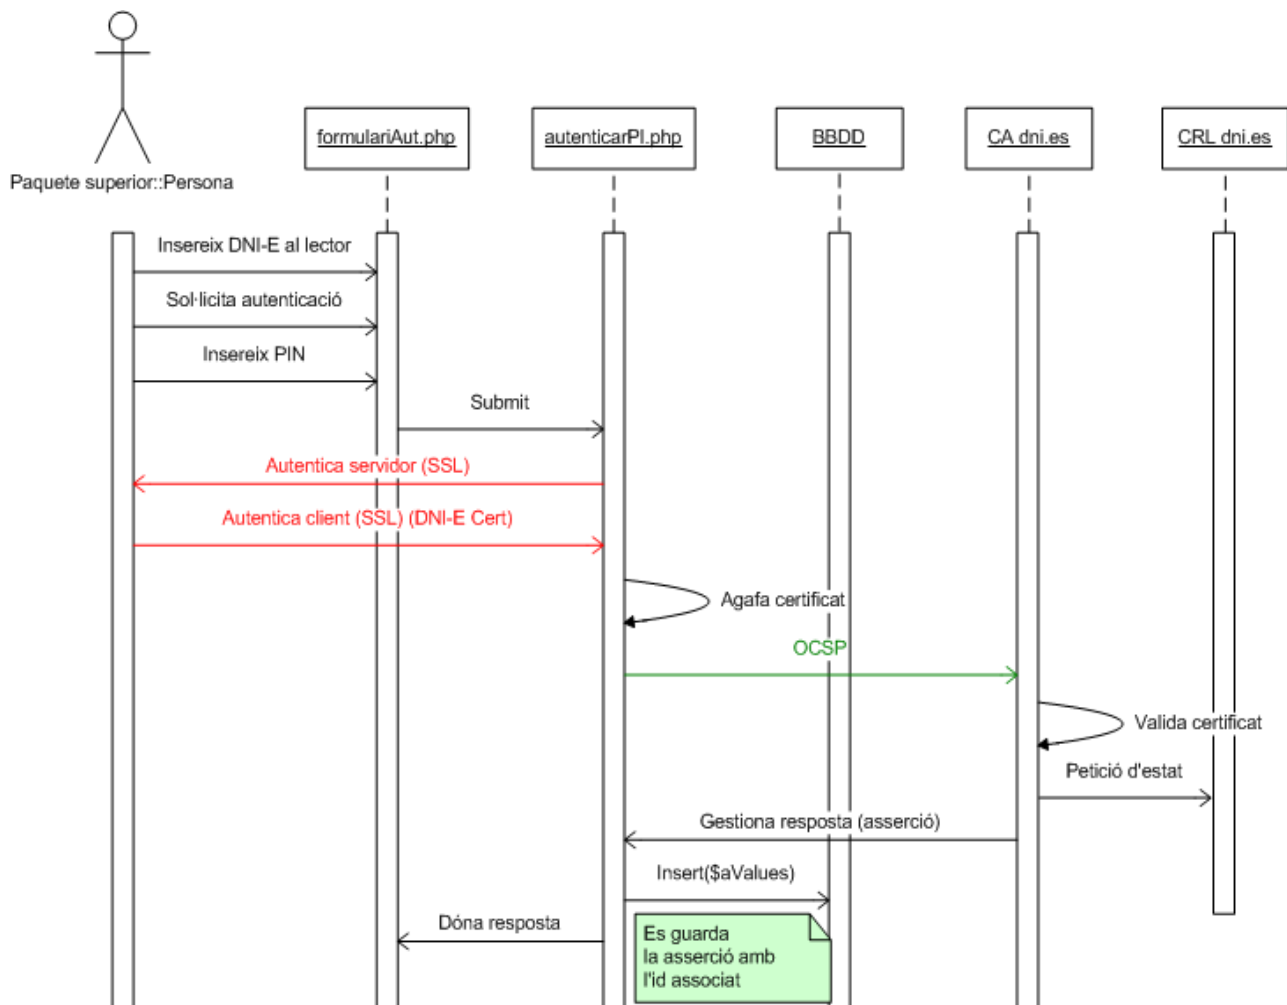 formulariAut.php
autenticarPI.php
BBDD
CA dni.es
CRL dni.es
Paquete superior::Persona
Insereix DNI-E al lector
Sol·licita autenticació
Insereix PIN
Submit
Autentica servidor (SSL)
Autentica client (SSL) (DNI-E Cert)
Agafa certificat
OCSP
Valida certificat
Petició d'estat
Gestiona resposta (asserció)
Insert($aValues)
Dóna resposta
Es guarda
la asserció amb
l'id associat